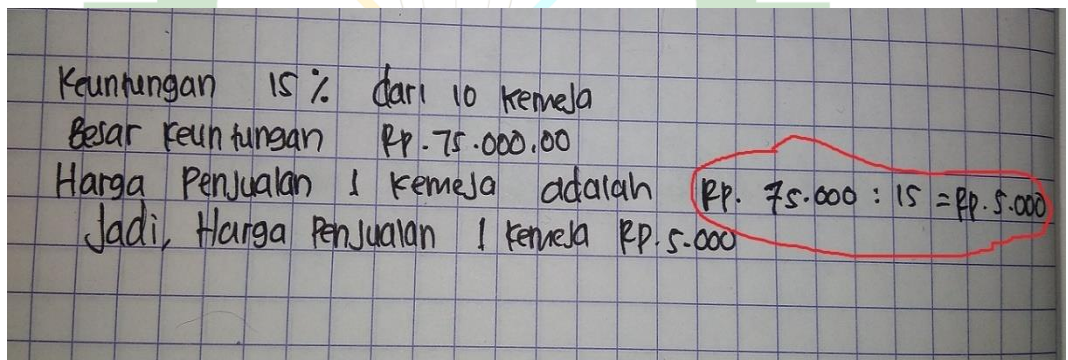 Keuntungan 15 % dari 10 Kemeja
Besar Keuntungan Rp. 75.000.00
Harga Penjualan 1 Kemeja adalah Rp. 75.000 : 15 = Rp. 5.000
Jadi, Harga Penjualan 1 Kemeja Rp. 5.000